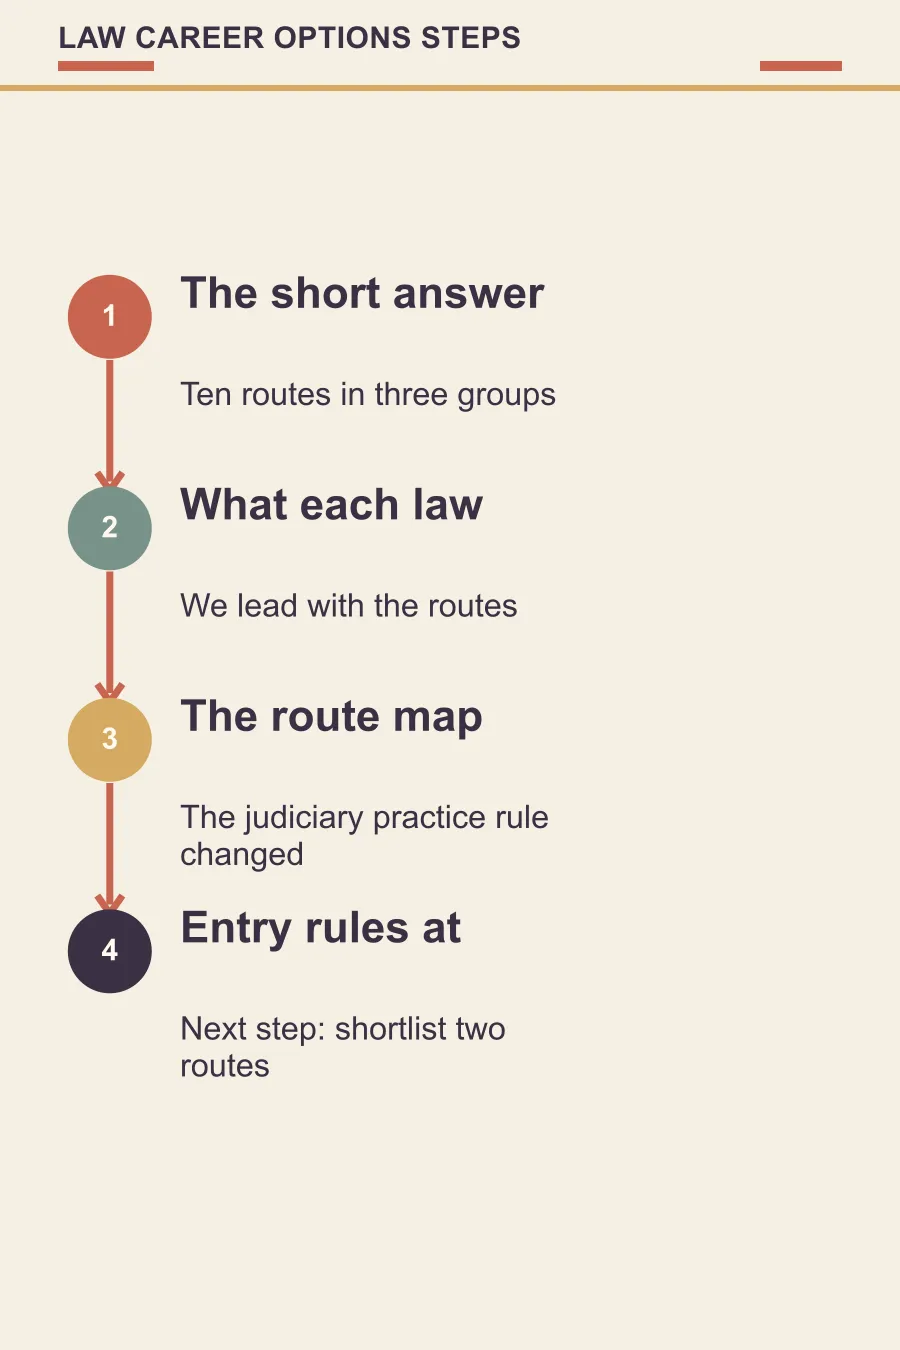 LAW CAREER OPTIONS STEPS
1
The short answer
Ten routes in three groups
2
What each law
We lead with the routes
3
The route map
The judiciary practice rule
changed
4
Entry rules at
Next step: shortlist two
routes